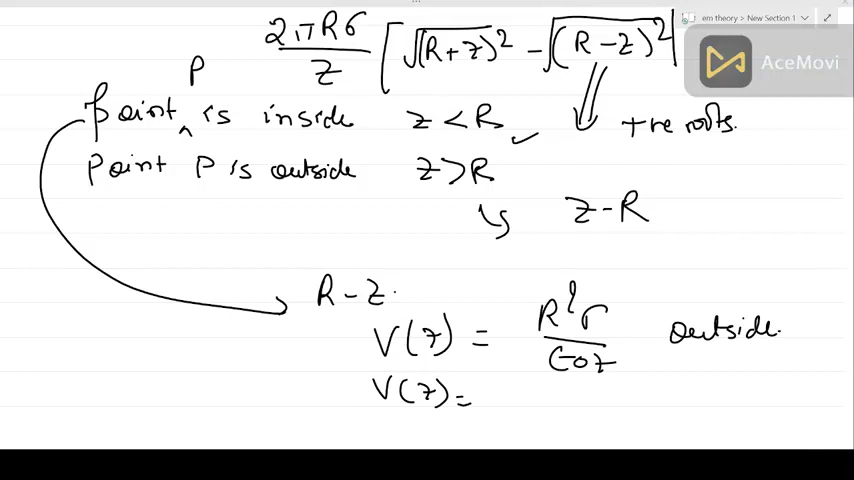 em theory > New Section 1
AceMovi
2πRσ/z [√(R+z)² - √(R-z)²
Point P is inside z < R ✓ +ve roots.
Point P is outside z > R
↳ z-R
R-z.
V(z) = R²σ/ε₀z outside.
V(z) =